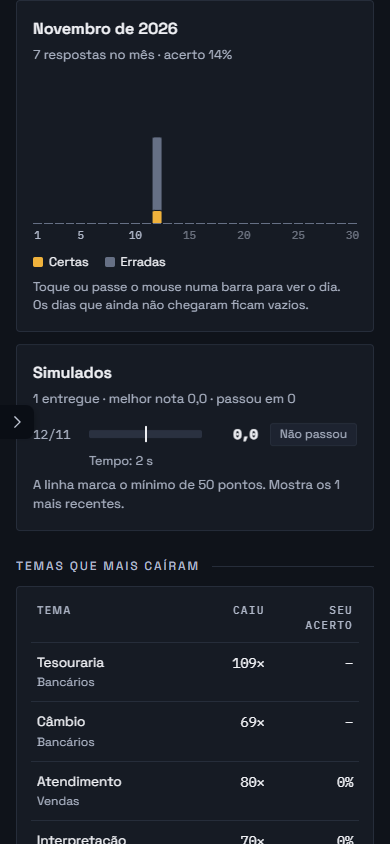 Novembro de 2026
7 respostas no mês · acerto 14%
1 5 10 15 20 25 30
Certas Erradas
Toque ou passe o mouse numa barra para ver o dia.
Os dias que ainda não chegaram ficam vazios.
Simulados
1 entregue · melhor nota 0,0 · passou em 0
12/11 0,0 Não passou
Tempo: 2 s
A linha marca o mínimo de 50 pontos. Mostra os 1
mais recentes.
TEMAS QUE MAIS CAÍRAM
TEMA CAIU SEU
ACERTO
Tesouraria 109× –
Bancários
Câmbio 69× –
Bancários
Atendimento 80× 0%
Vendas
Interpretação 70× 0%